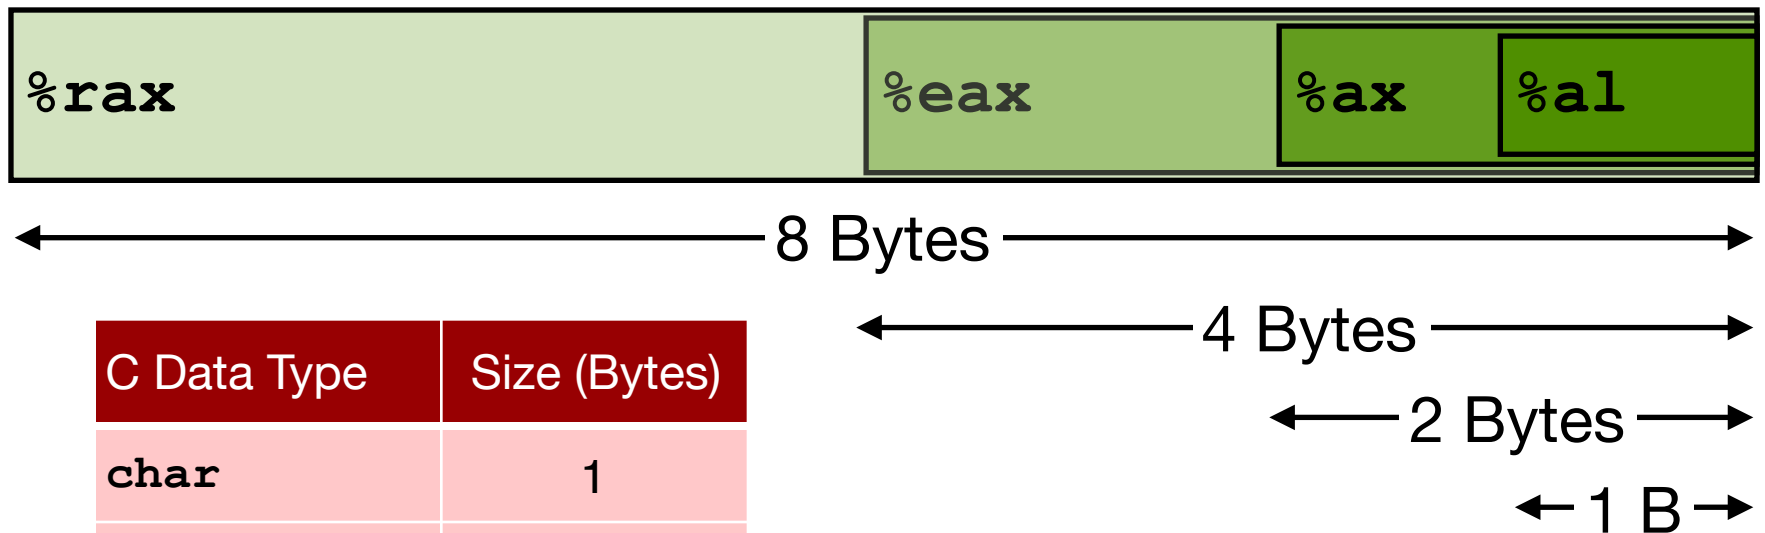 %rax %eax %ax %al
8 Bytes
4 Bytes
2 Bytes
1 B
C Data Type Size (Bytes)
char 1